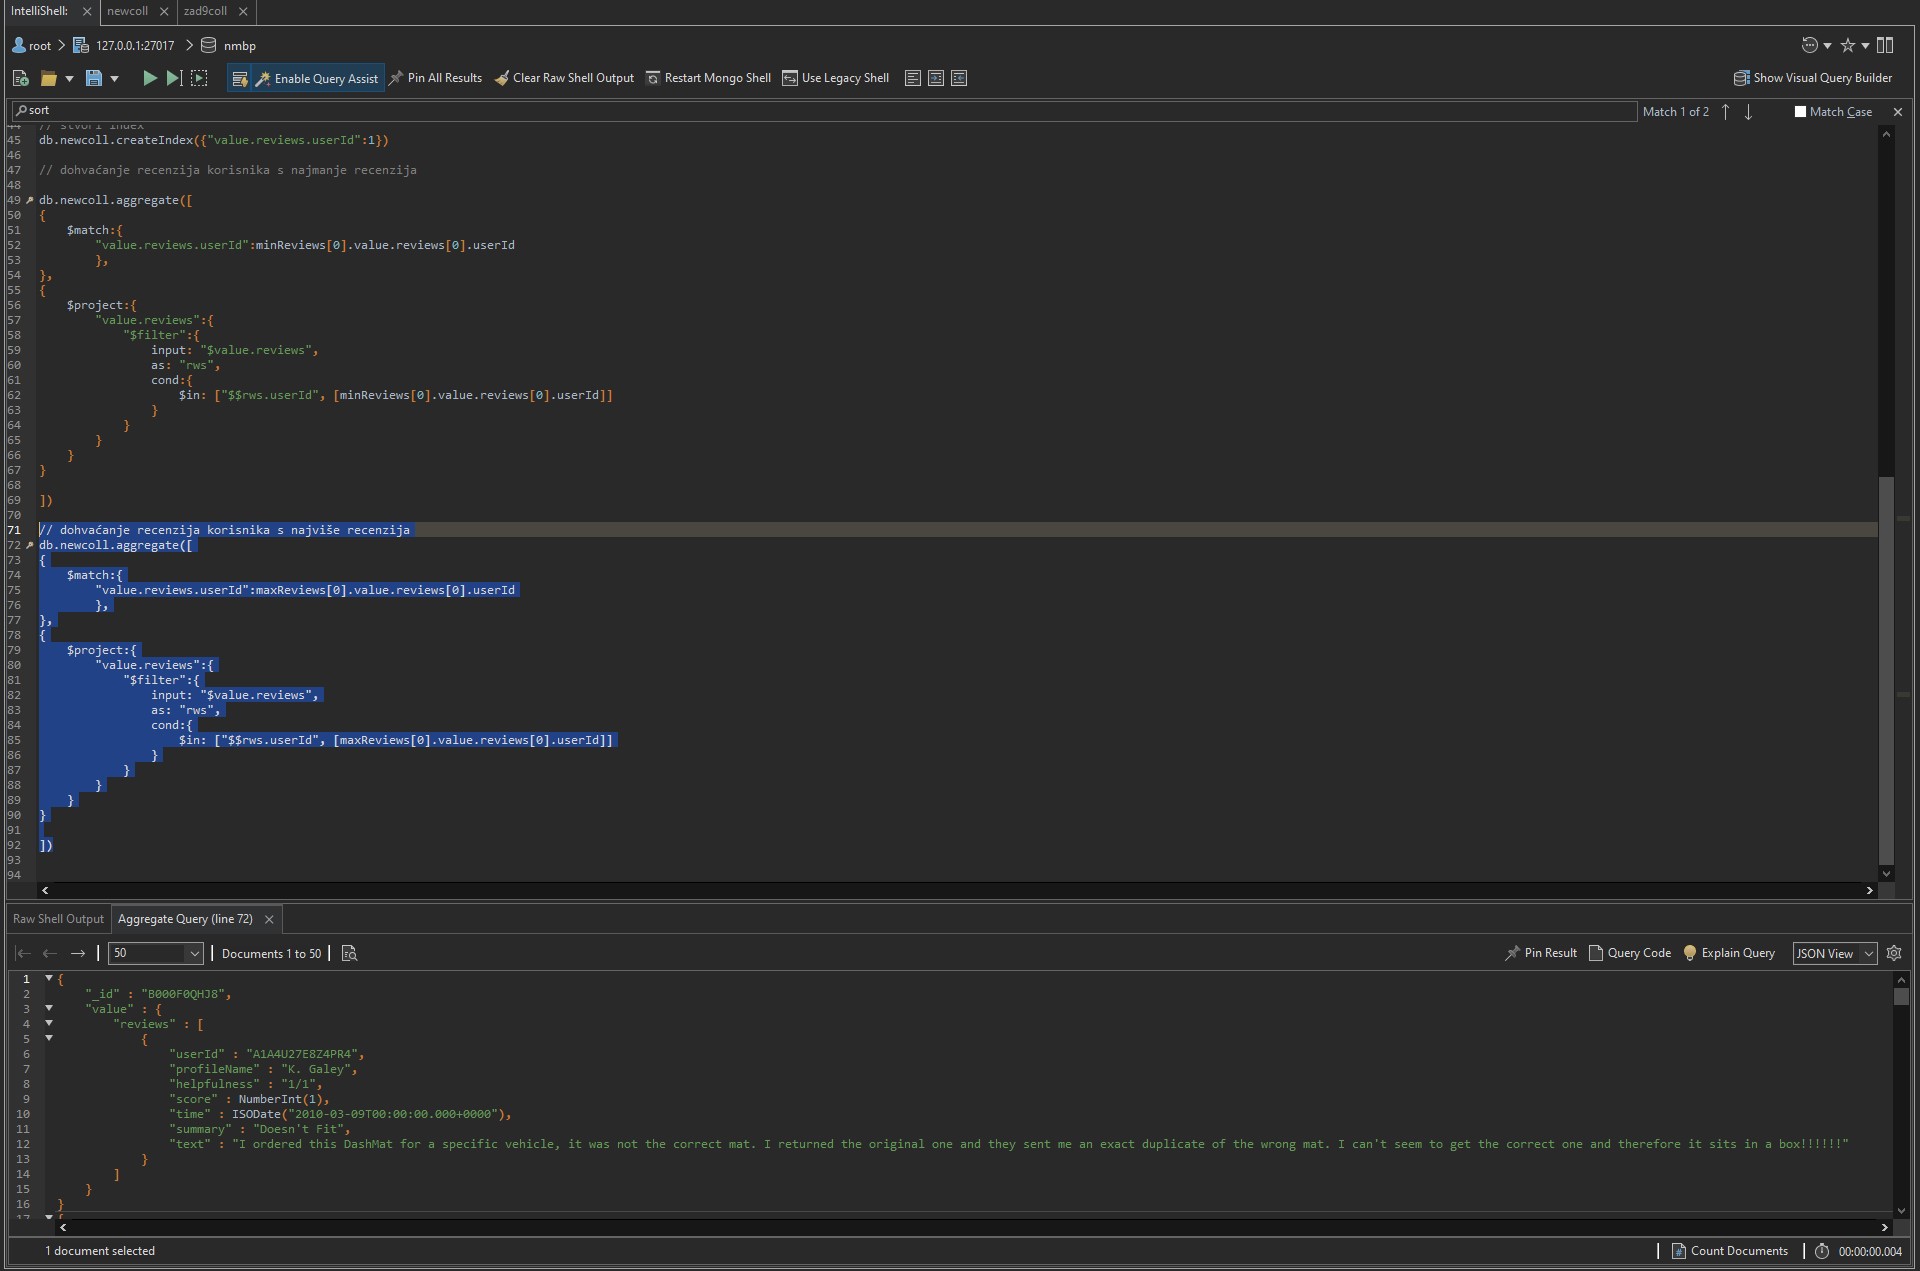 IntelliShell:
newcoll
zad9coll
root
127.0.0.1:27017
nmbp
Enable Query Assist
Pin All Results
Clear Raw Shell Output
Restart Mongo Shell
Use Legacy Shell
Show Visual Query Builder
sort
Match 1 of 2
Match Case
44 // stvori index
45 db.newcoll.createIndex({"value.reviews.userId":1})
46
47 // dohvaćanje recenzija korisnika s najmanje recenzija
48
49 db.newcoll.aggregate([
50 {
51 $match:{
52 "value.reviews.userId":minReviews[0].value.reviews[0].userId
53 },
54 },
55 {
56 $project:{
57 "value.reviews":{
58 "$filter":{
59 input: "$value.reviews",
60 as: "rws",
61 cond:{
62 $in: ["$$rws.userId", [minReviews[0].value.reviews[0].userId]]
63 }
64 }
65 }
66 }
67 }
68
69 ])
70
71 // dohvaćanje recenzija korisnika s najviše recenzija
72 db.newcoll.aggregate([
73 {
74 $match:{
75 "value.reviews.userId":maxReviews[0].value.reviews[0].userId
76 },
77 },
78 {
79 $project:{
80 "value.reviews":{
81 "$filter":{
82 input: "$value.reviews",
83 as: "rws",
84 cond:{
85 $in: ["$$rws.userId", [maxReviews[0].value.reviews[0].userId]]
86 }
87 }
88 }
89 }
90 }
91
92 ])
93
94
Raw Shell Output
Aggregate Query (line 72)
50
Documents 1 to 50
Pin Result
Query Code
Explain Query
JSON View
1 {
2 "_id" : "B000F0QHJ8",
3 "value" : {
4 "reviews" : [
5 {
6 "userId" : "A1A4U27E8Z4PR4",
7 "profileName" : "K. Galey",
8 "helpfulness" : "1/1",
9 "score" : NumberInt(1),
10 "time" : ISODate("2010-03-09T00:00:00.000+0000"),
11 "summary" : "Doesn't Fit",
12 "text" : "I ordered this DashMat for a specific vehicle, it was not the correct mat. I returned the original one and they sent me an exact duplicate of the wrong mat. I can't seem to get the correct one and therefore it sits in a box!!!!!!"
13 }
14 ]
15 }
16 }
17 {
1 document selected
Count Documents
00:00:00.004